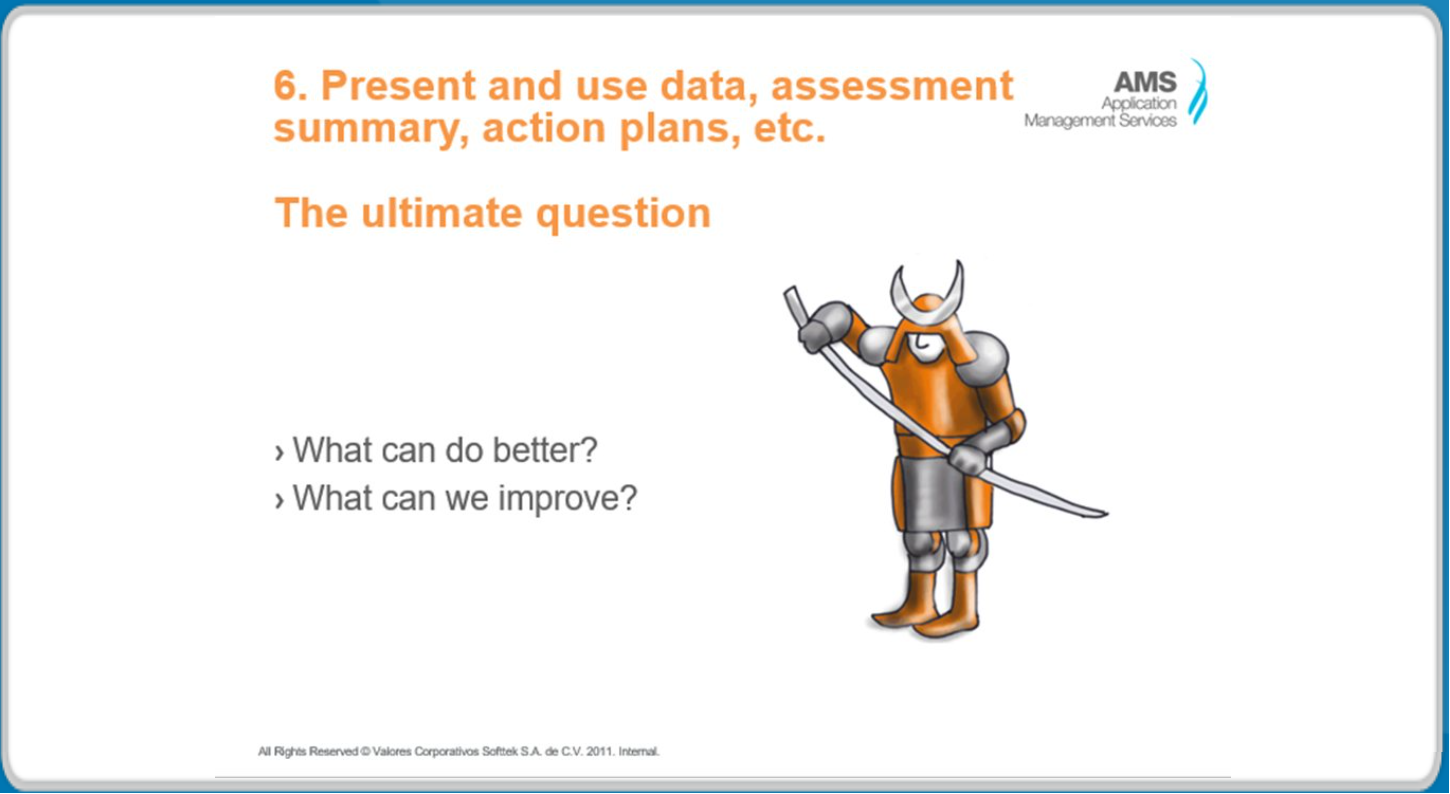 6. Present and use data, assessment
summary, action plans, etc.
AMS
Application
Management Services
The ultimate question
› What can do better?
› What can we improve?
All Rights Reserved © Valores Corporativos Softtek S.A. de C.V. 2011. Internal.